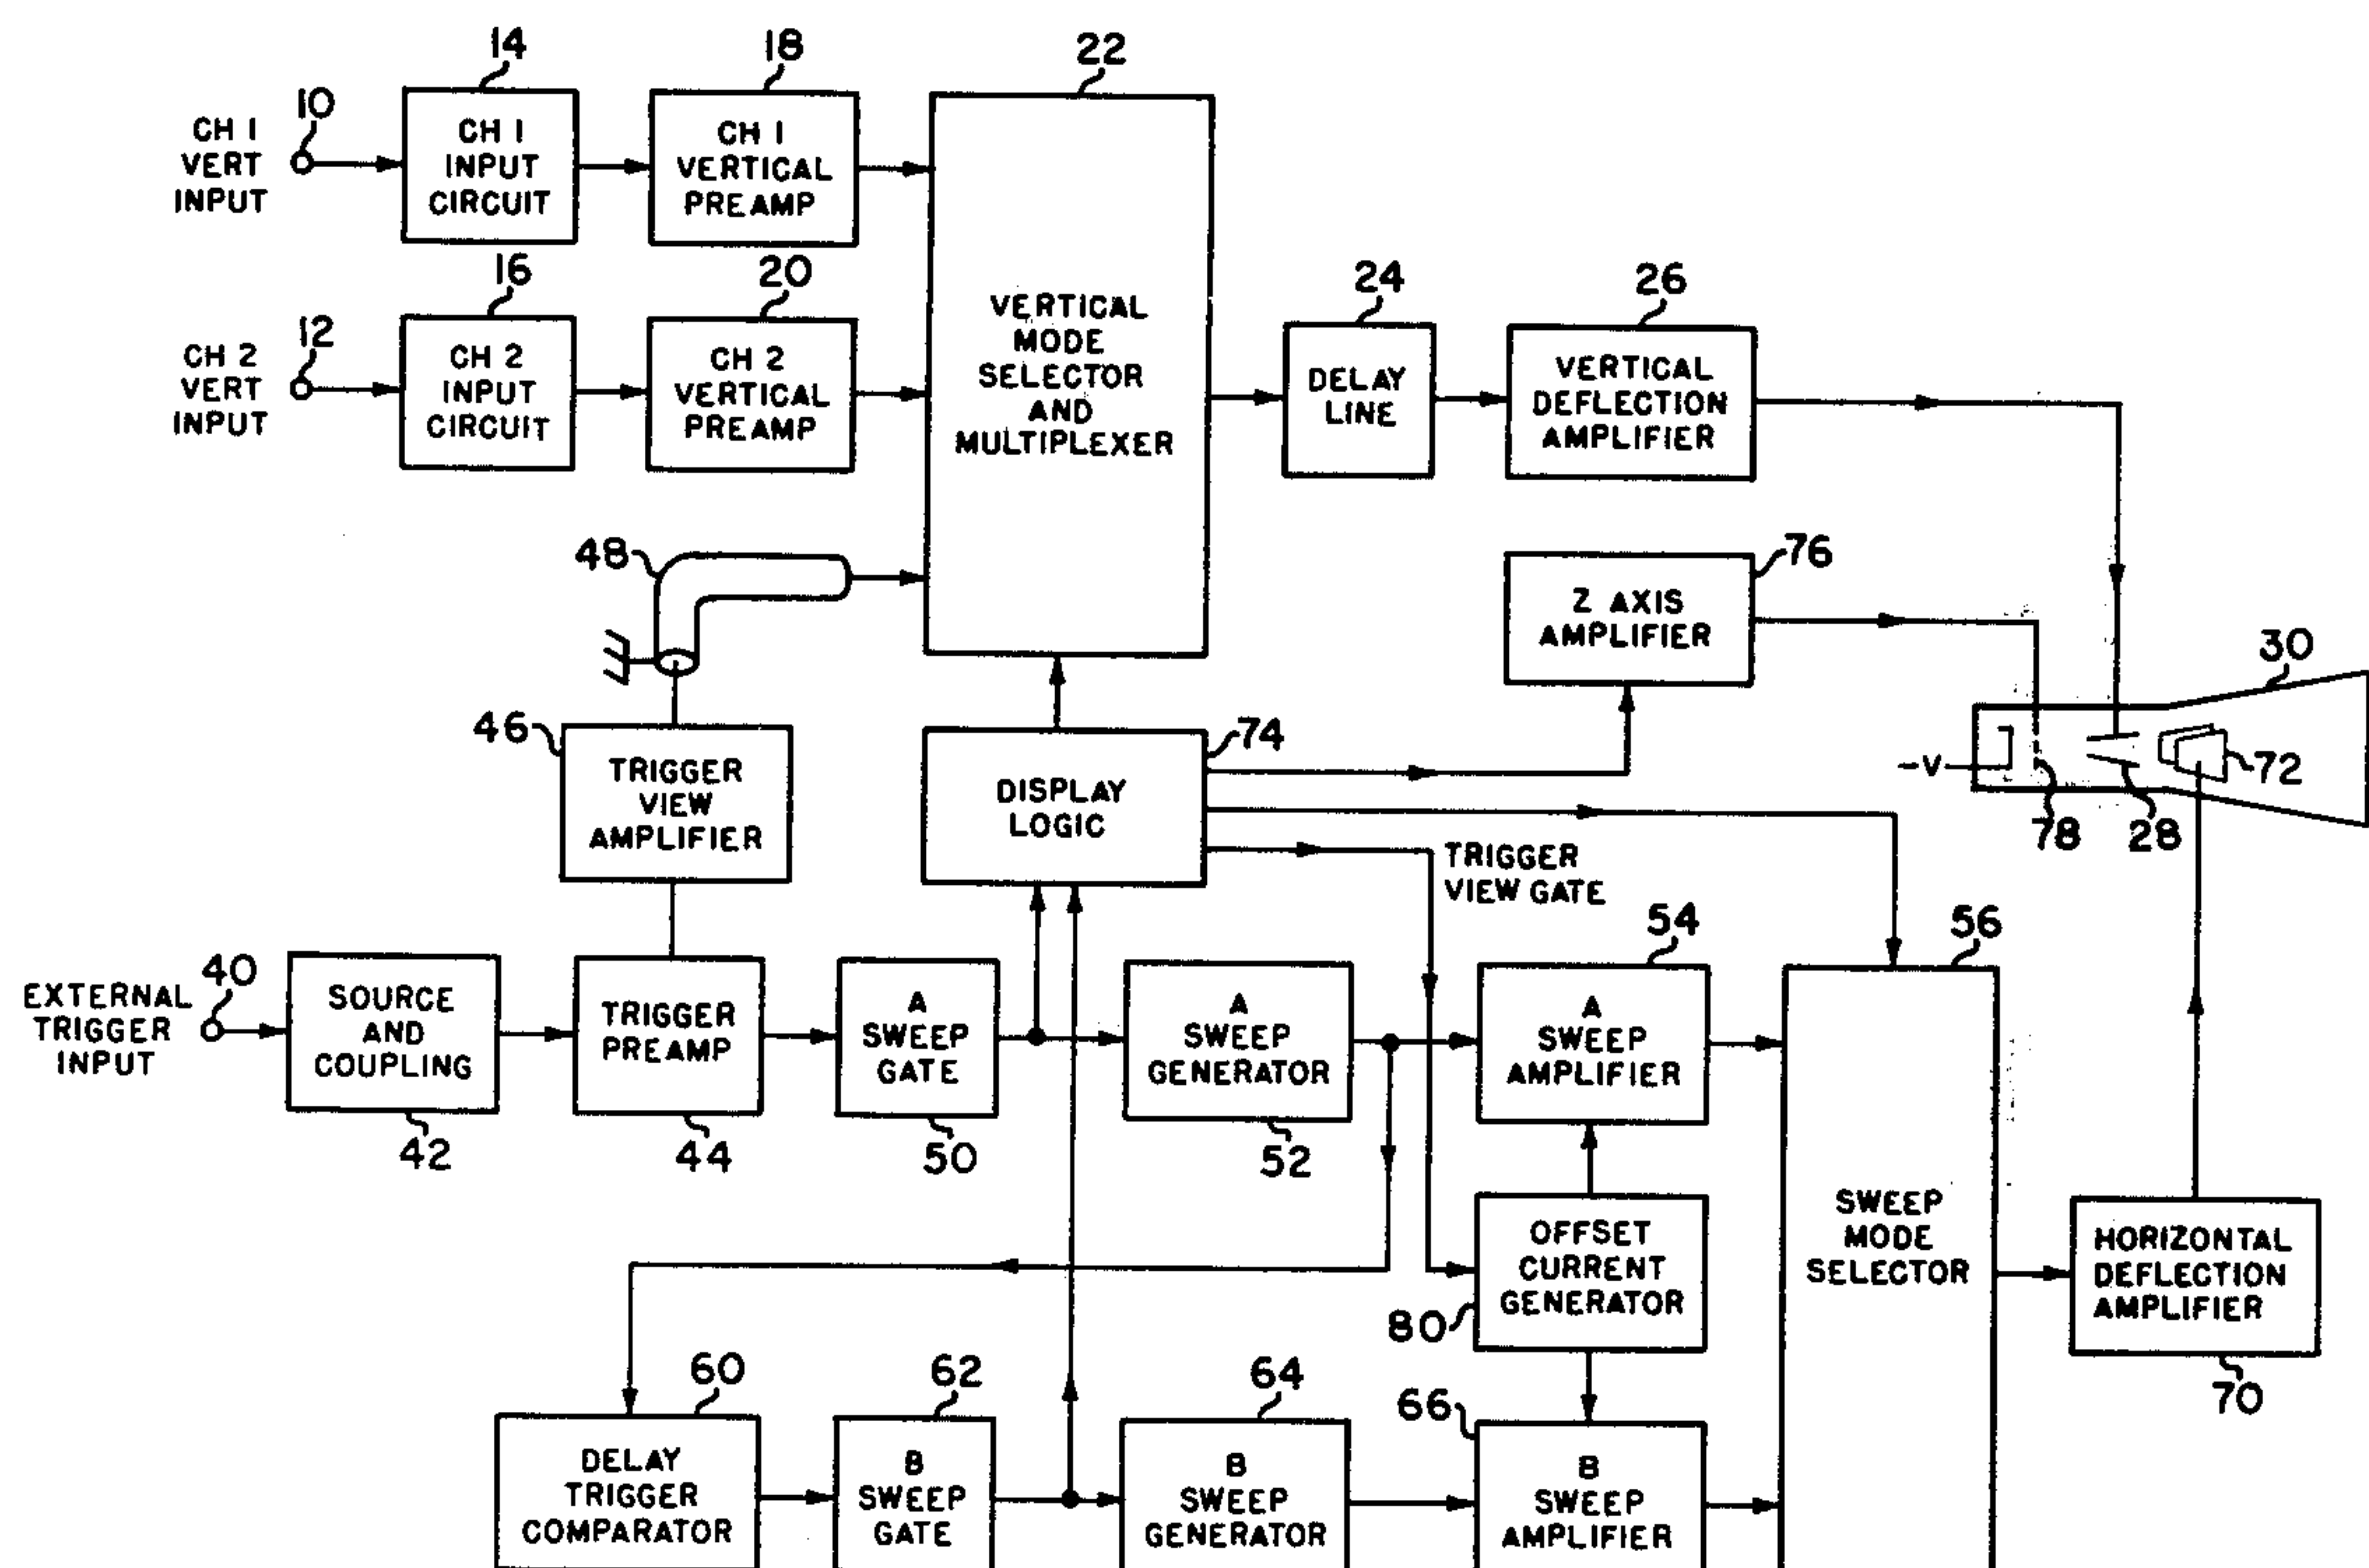 14
18
22
10
CH 1
VERT
INPUT
CH 1
INPUT
CIRCUIT
CH 1
VERTICAL
PREAMP
16
20
12
CH 2
VERT
INPUT
CH 2
INPUT
CIRCUIT
CH 2
VERTICAL
PREAMP
VERTICAL
MODE
SELECTOR
AND
MULTIPLEXER
24
DELAY
LINE
26
VERTICAL
DEFLECTION
AMPLIFIER
48
76
Z AXIS
AMPLIFIER
30
46
TRIGGER
VIEW
AMPLIFIER
74
DISPLAY
LOGIC
-V
72
78
28
TRIGGER
VIEW GATE
40
EXTERNAL
TRIGGER
INPUT
SOURCE
AND
COUPLING
42
TRIGGER
PREAMP
44
A
SWEEP
GATE
50
A
SWEEP
GENERATOR
52
54
A
SWEEP
AMPLIFIER
56
SWEEP
MODE
SELECTOR
OFFSET
CURRENT
GENERATOR
80
HORIZONTAL
DEFLECTION
AMPLIFIER
70
60
DELAY
TRIGGER
COMPARATOR
62
B
SWEEP
GATE
64
B
SWEEP
GENERATOR
66
B
SWEEP
AMPLIFIER